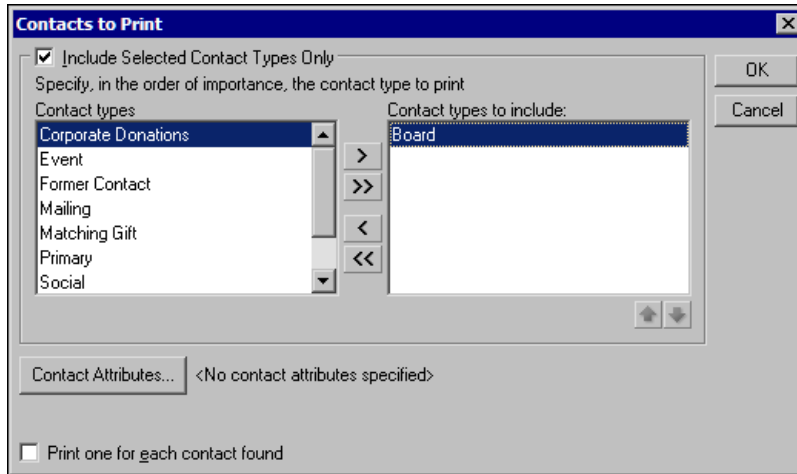 Contacts to Print
Include Selected Contact Types Only
Specify, in the order of importance, the contact type to print
Contact types
Contact types to include:
Corporate Donations
Event
Former Contact
Mailing
Matching Gift
Primary
Social
>
>>
<
<<
Board
OK
Cancel
Contact Attributes...
<No contact attributes specified>
Print one for each contact found